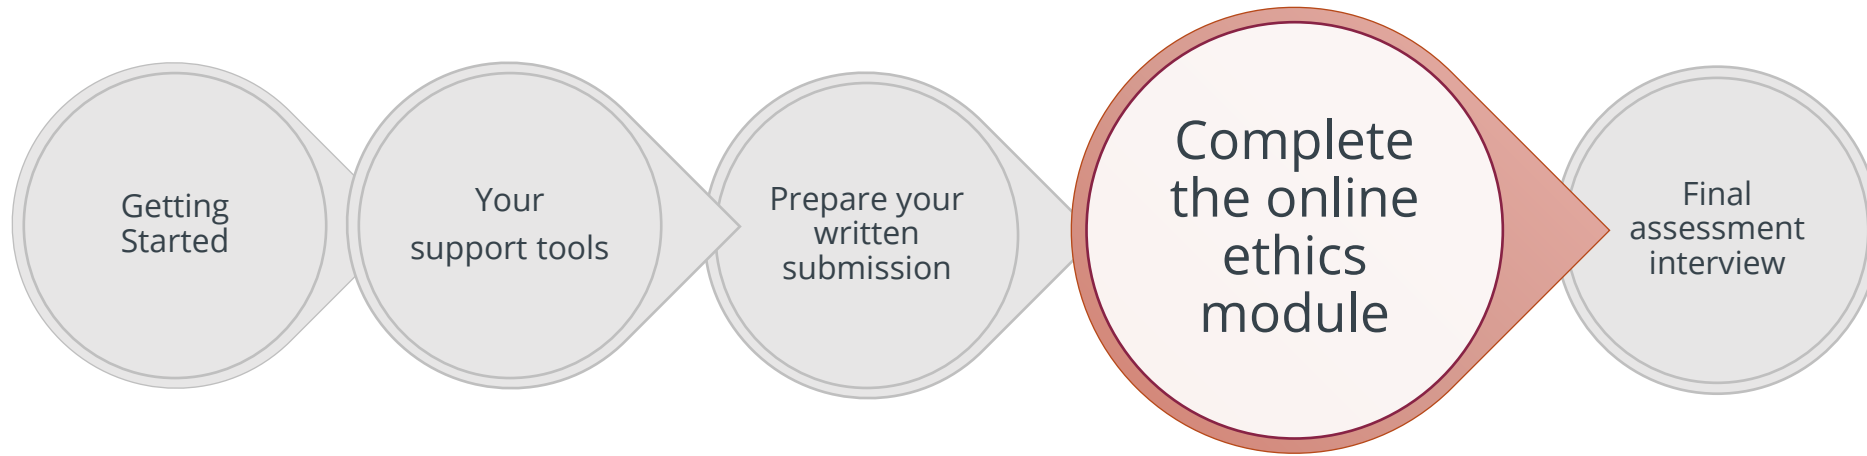 Getting
Started
Your
support tools
Prepare your
written
submission
Complete
the online
ethics
module
Final
assessment
interview